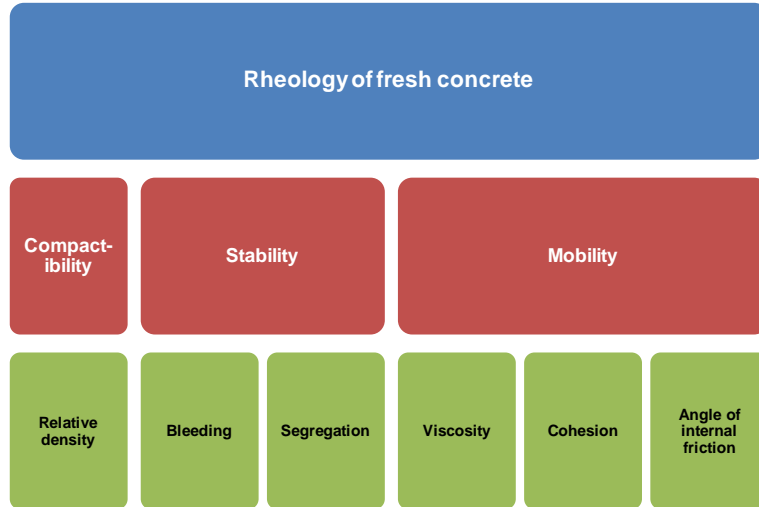 Rheology of fresh concrete
Compact-
ibility
Stability
Mobility
Relative
density
Bleeding
Segregation
Viscosity
Cohesion
Angle of
internal
friction